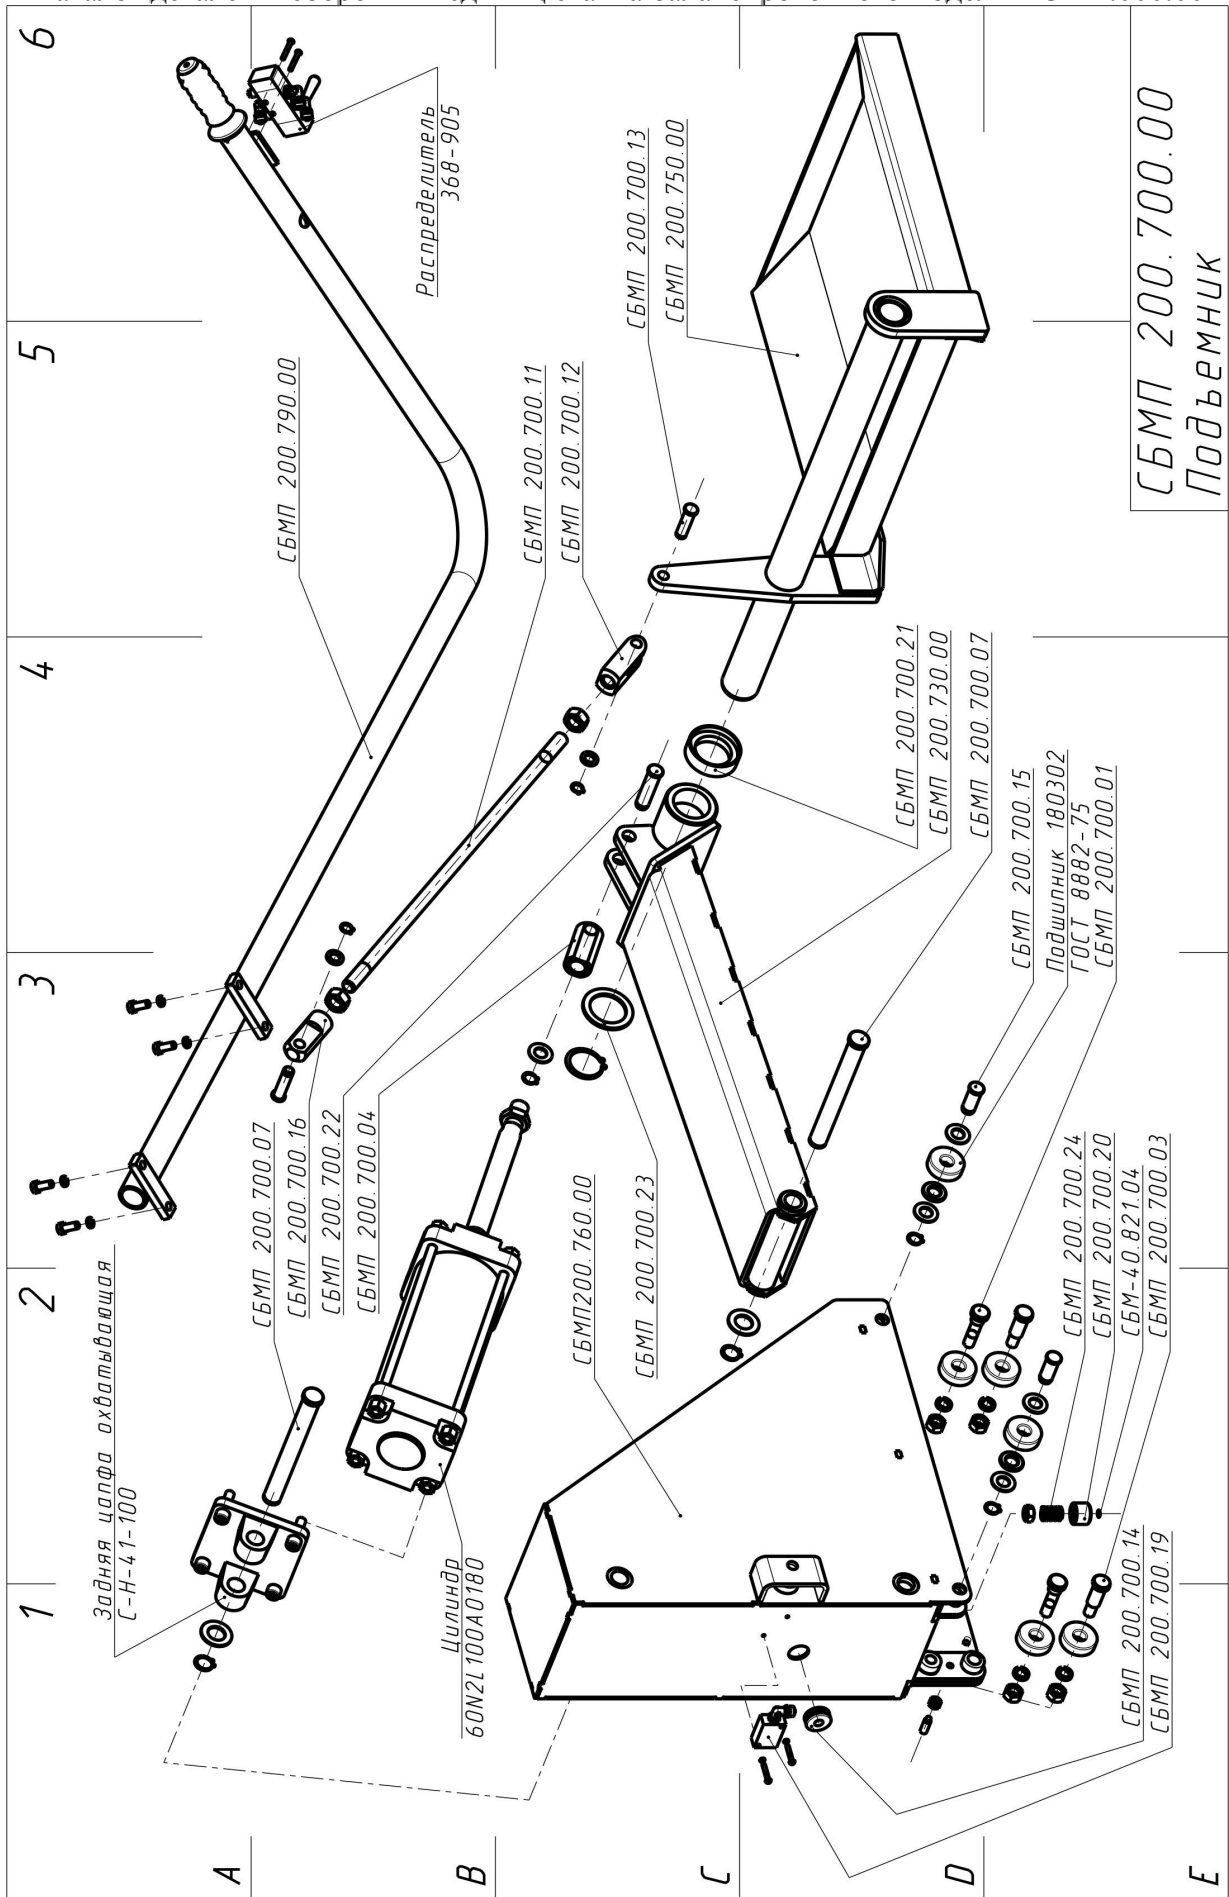 1
2
3
4
5
6
А
В
С
D
Е
Задняя цапфа охватывающая
С-Н-41-100
Цилиндр
60N2L100A0180
СБМП 200.700.07
СБМП 200.700.16
СБМП 200.700.22
СБМП 200.700.04
СБМП 200.790.00
Распределитель
368-905
СБМП 200.700.11
СБМП 200.700.12
СБМП 200.700.13
СБМП 200.750.00
СБМП200.760.00
СБМП 200.700.23
СБМП 200.700.21
СБМП 200.730.00
СБМП 200.700.07
СБМП 200.700.15
Подшипник 180302
ГОСТ 8882-75
СБМП 200.700.01
СБМП 200.700.24
СБМП 200.700.20
СБМ-40.821.04
СБМП 200.700.03
СБМП 200.700.14
СБМП 200.700.19
СБМП 200.700.00
Подъемник